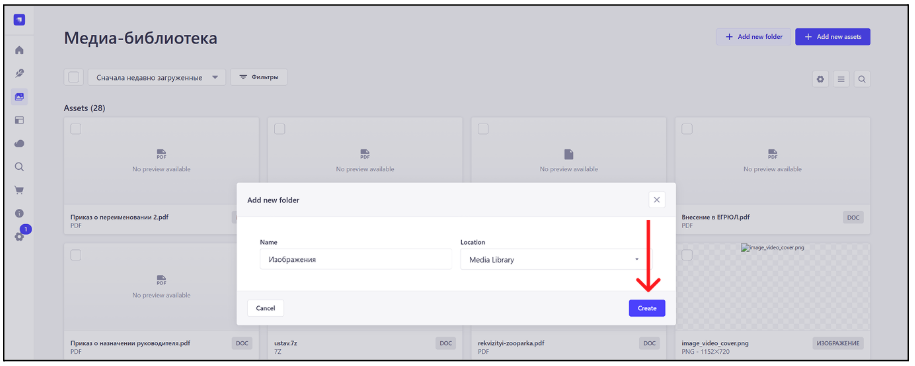 Медиа-библиотека
+ Add new folder
+ Add new assets
Сначала недавно загруженные
Фильтры
Assets (28)
PDF
No preview available
PDF
No preview available
No preview available
PDF
No preview available
Приказ о переименовании 2.pdf
PDF
Внесение в ЕГРЮЛ.pdf
DOC
PDF
1
Add new folder
Name
Location
Изображения
Media Library
Cancel
Create
PDF
No preview available
image_video_cover.png
Приказ о назначении руководителя.pdf
DOC
PDF
ustav.7z
DOC
7Z
rekvizityi-zooparka.pdf
DOC
PDF
image_video_cover.png
ИЗОБРАЖЕНИЕ
PNG - 1152×720